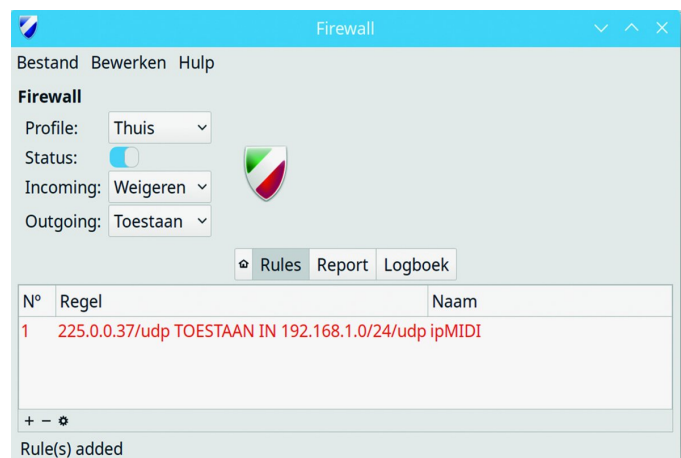 Firewall
Bestand Bewerken Hulp
Firewall
Profile: Thuis
Status:
Incoming: Weigeren
Outgoing: Toestaan
Rules Report Logboek
Nº Regel Naam
1 225.0.0.37/udp TOESTAAN IN 192.168.1.0/24/udp ipMIDI
Rule(s) added